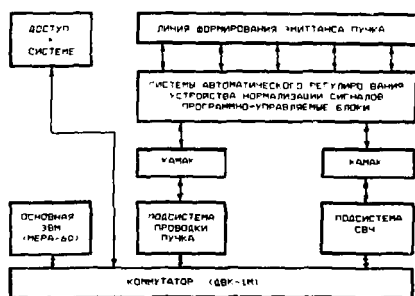 ДОСТУП
К
СИСТЕМЕ
ЛИНИЯ ФОРМИРОВАНИЯ ЭМИТТАНСА ПУЧКА
СИСТЕМЫ АВТОМАТИЧЕСКОГО РЕГУЛИРОВАНИЯ
УСТРОЙСТВА НОРМАЛИЗАЦИИ СИГНАЛОВ
ПРОГРАММНО-УПРАВЛЯЕМЫЕ БЛОКИ
КАМАК
КАМАК
ОСНОВНАЯ
ЭВМ
(МЕРА-60)
ПОДСИСТЕМА
ПРОВОДКИ
ПУЧКА
ПОДСИСТЕМА
СВЧ
КОММУТАТОР (ДВК-1М)